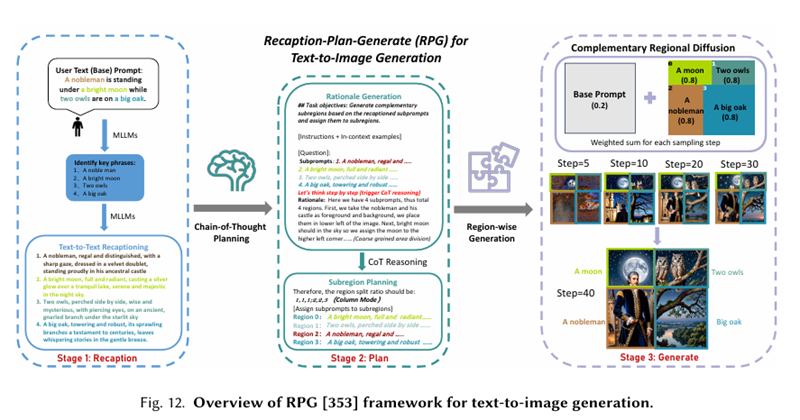 Recaption-Plan-Generate (RPG) for
Text-to-Image Generation
User Text (Base) Prompt:
A nobleman is standing
under a bright moon while
two owls are on a big oak.
MLLMs
Identify key phrases:
1. A noble man
2. A bright moon
3. Two owls
4. A big oak
MLLMs
Text-to-Text Recaptioning
1. A nobleman, regal and distinguished, with a
sharp gaze, dressed in a velvet doublet,
standing proudly in his ancestral castle
2. A bright moon, full and radiant, casting a silver
glow over a tranquil lake, serene and majestic
in the night sky.
3. Two owls, perched side by side, wise and
mysterious, with piercing eyes, on an ancient,
gnarled branch under the starlit sky
4. A big oak, towering and robust, its sprawling
branches a testament to centuries, leaves
whispering stories in the gentle breeze.
Stage 1: Recaption
Chain-of-Thought
Planning
Rationale Generation
## Task objectives: Generate complementary
subregions based on the recaptioned subprompts
and assign them to subregions.
[Instructions + In-context examples]
[Question]:
Subprompts: 1. A nobleman, regal and .....
2. A bright moon, full and radiant ......
3. Two owls, perched side by side ......
4. A big oak, towering and robust ......
Let's think step by step (trigger CoT reasoning)
Rationale: Here we have 4 subprompts, thus total
4 regions. First, we take the nobleman and his
castle as foreground and background, we place
them in lower left of the image. Next, bright moon
should in the sky so we assign the moon to the
higher left corner..... (Coarse grained area division)
CoT Reasoning
Subregion Planning
Therefore, the region split ratio should be:
1,1,1;2,2,3 (Column Mode)
[Assign subprompts to subregions]
Region 0: A bright moon, full and radiant......
Region 1: Two owls, perched side by side ......
Region 2: A nobleman, regal and ......
Region 3: A big oak, towering and robust ......
Stage 2: Plan
Region-wise
Generation
Complementary Regional Diffusion
Base Prompt
(0.2)
+
0
A moon
(0.8)
1
Two owls
(0.8)
2
A
nobleman
(0.8)
3
A big oak
(0.8)
Weighted sum for each sampling step
Step=5
Step=10
Step=20
Step=30
A moon
Two owls
Step=40
A nobleman
Big oak
Stage 3: Generate
Fig. 12. Overview of RPG [353] framework for text-to-image generation.